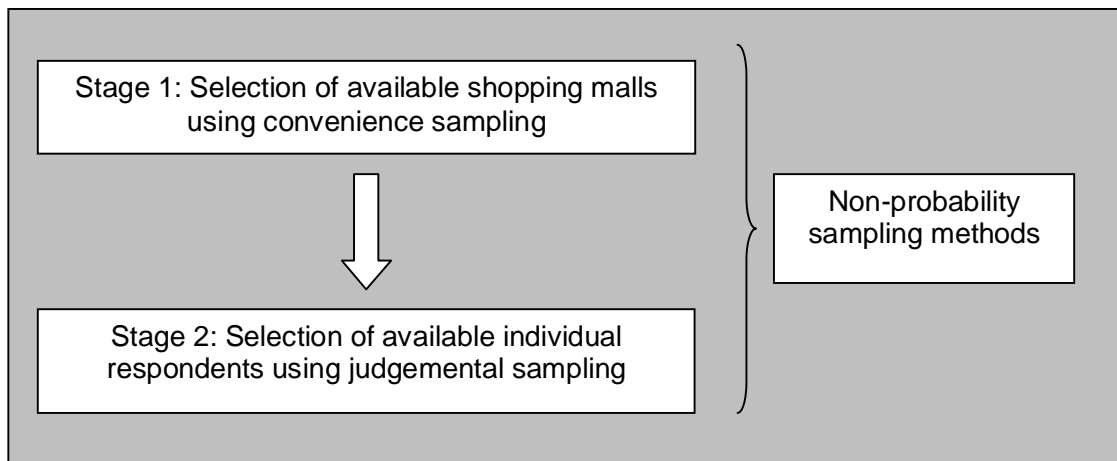 Stage 1: Selection of available shopping malls
using convenience sampling
Non-probability
sampling methods
Stage 2: Selection of available individual
respondents using judgemental sampling